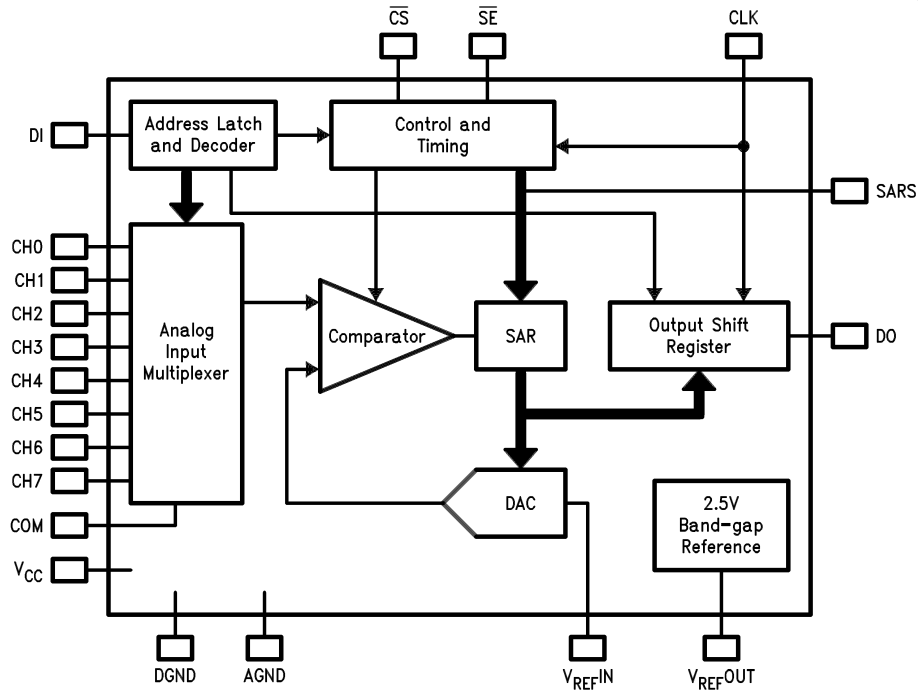 CS
SE
CLK
DI
Address Latch
and Decoder
Control and
Timing
SARS
CH0
CH1
CH2
CH3
CH4
CH5
CH6
CH7
COM
VCC
Analog
Input
Multiplexer
Comparator
SAR
Output Shift
Register
DO
DAC
2.5V
Band-gap
Reference
DGND
AGND
VREFIN
VREFOUT